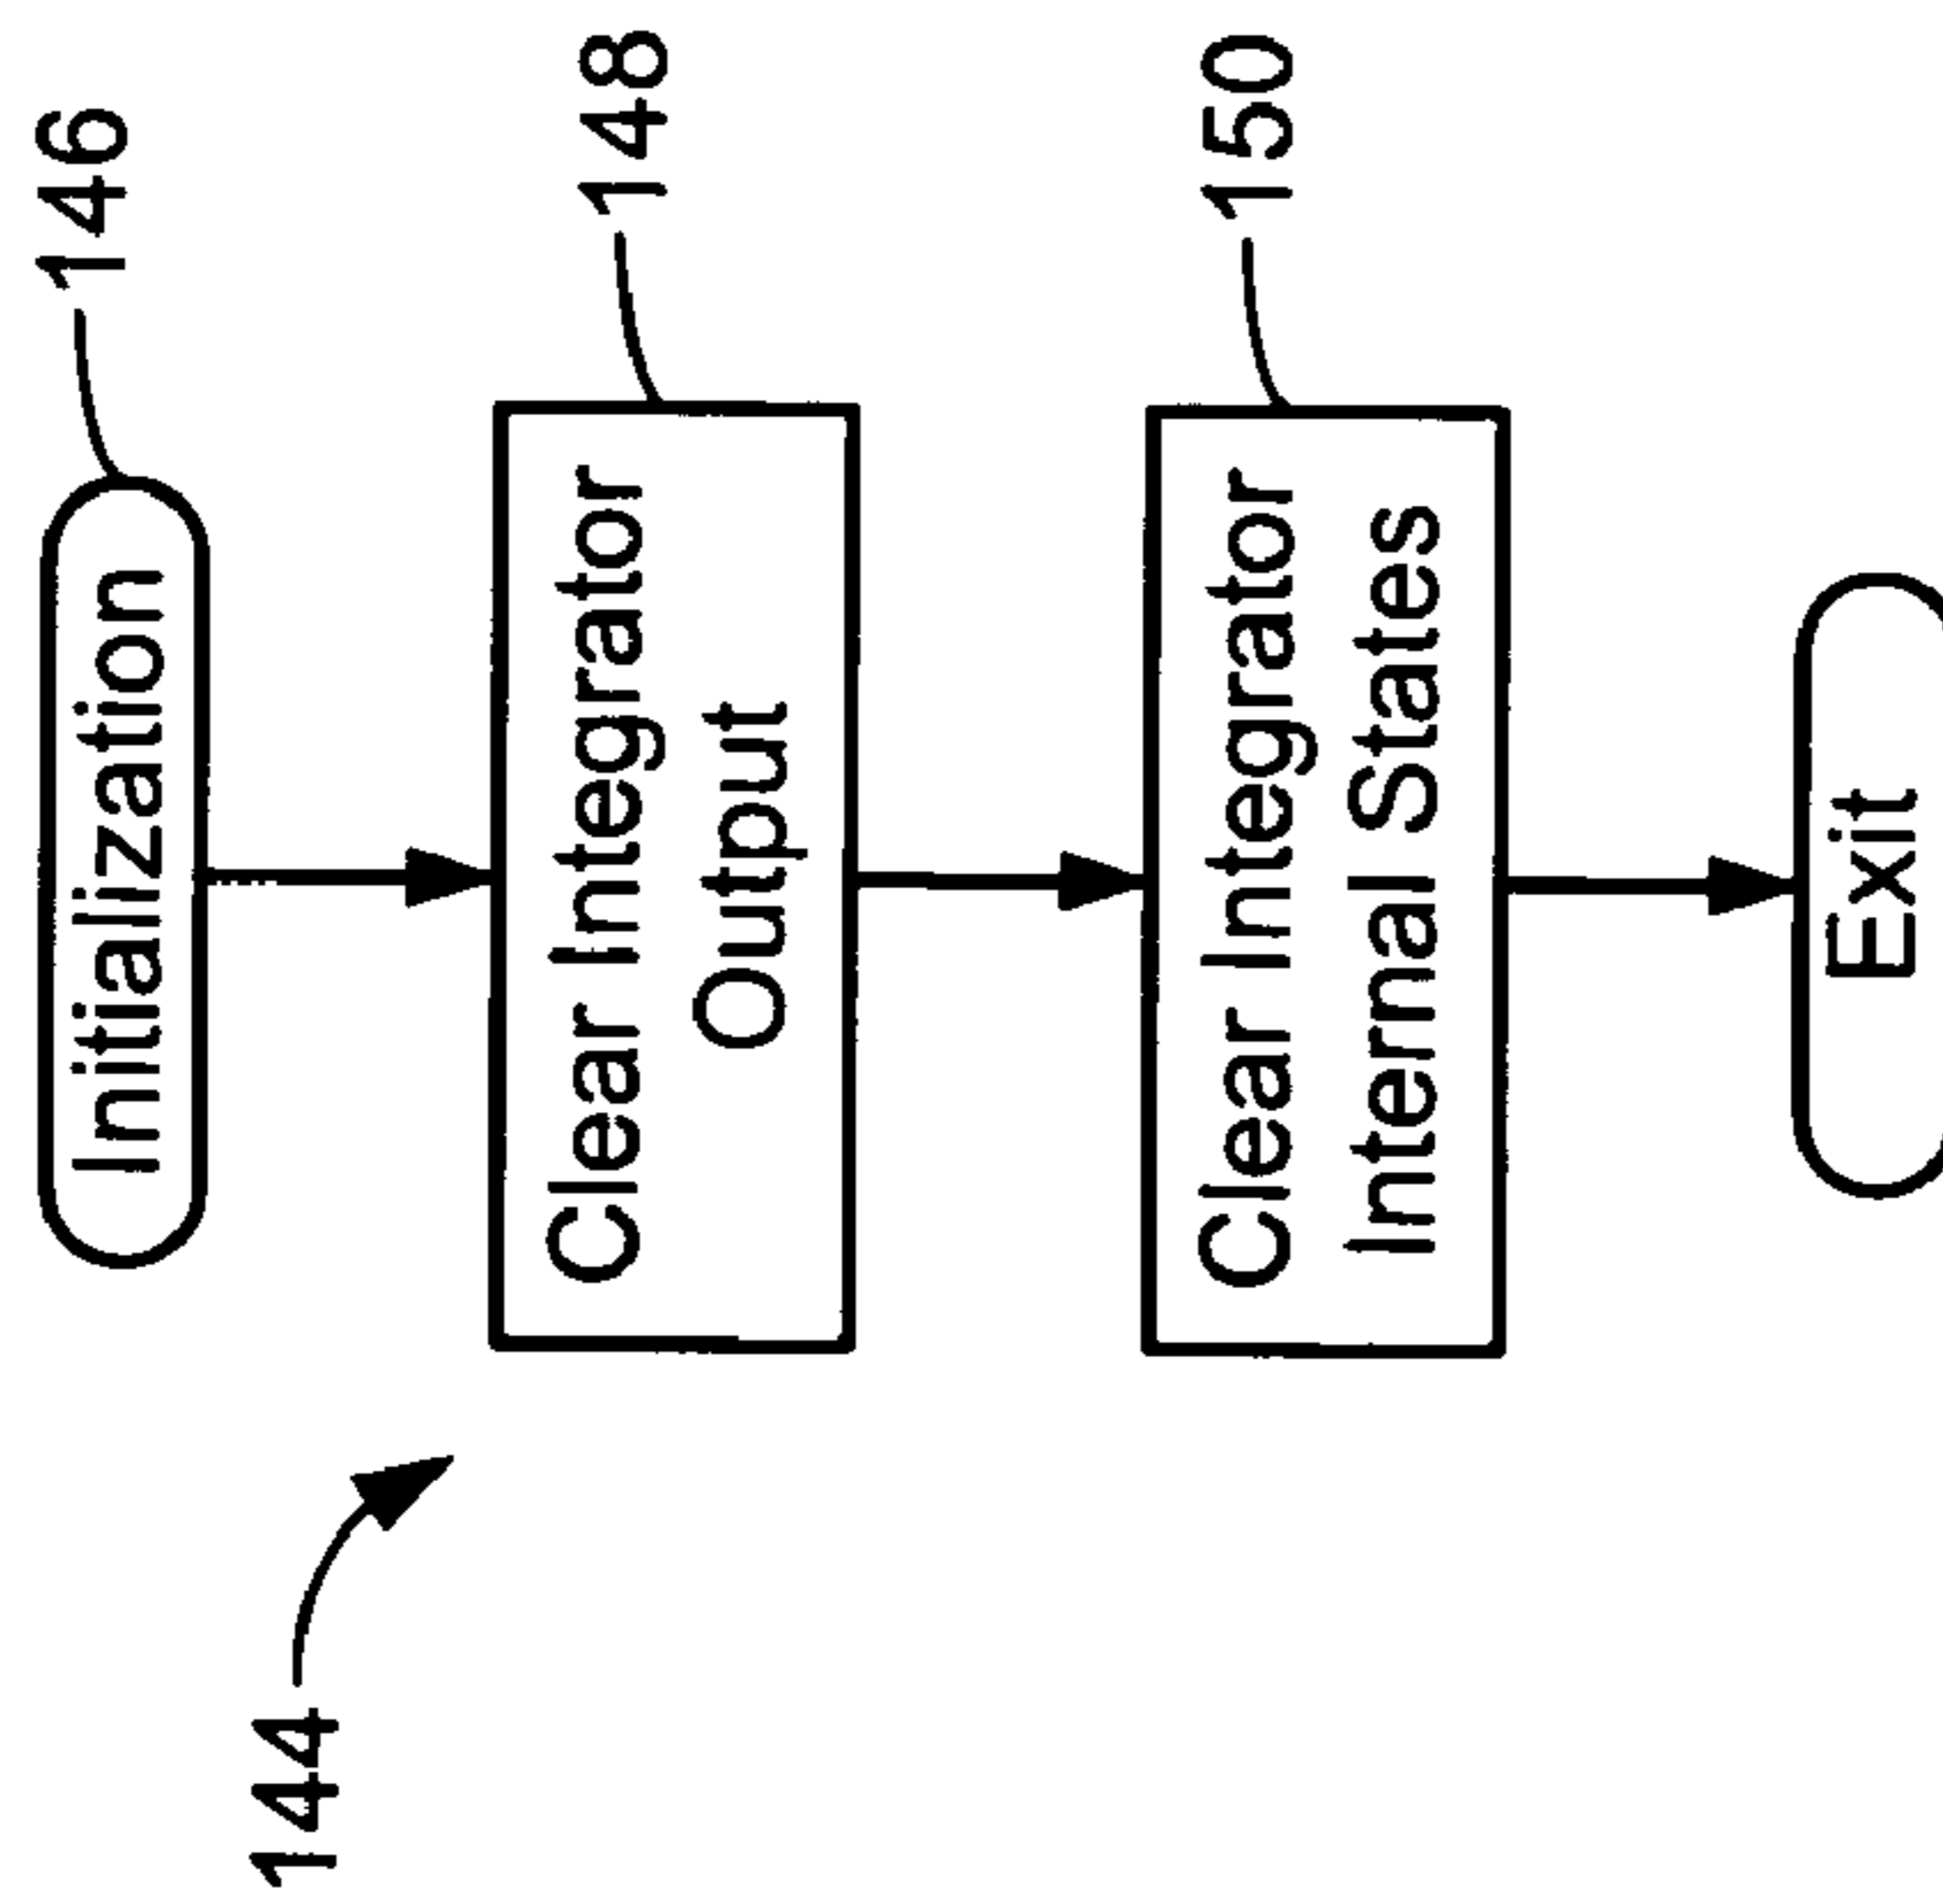 146
Initialization
148
Clear Integrator
Output
150
Clear Integrator
Internal States
Exit
144